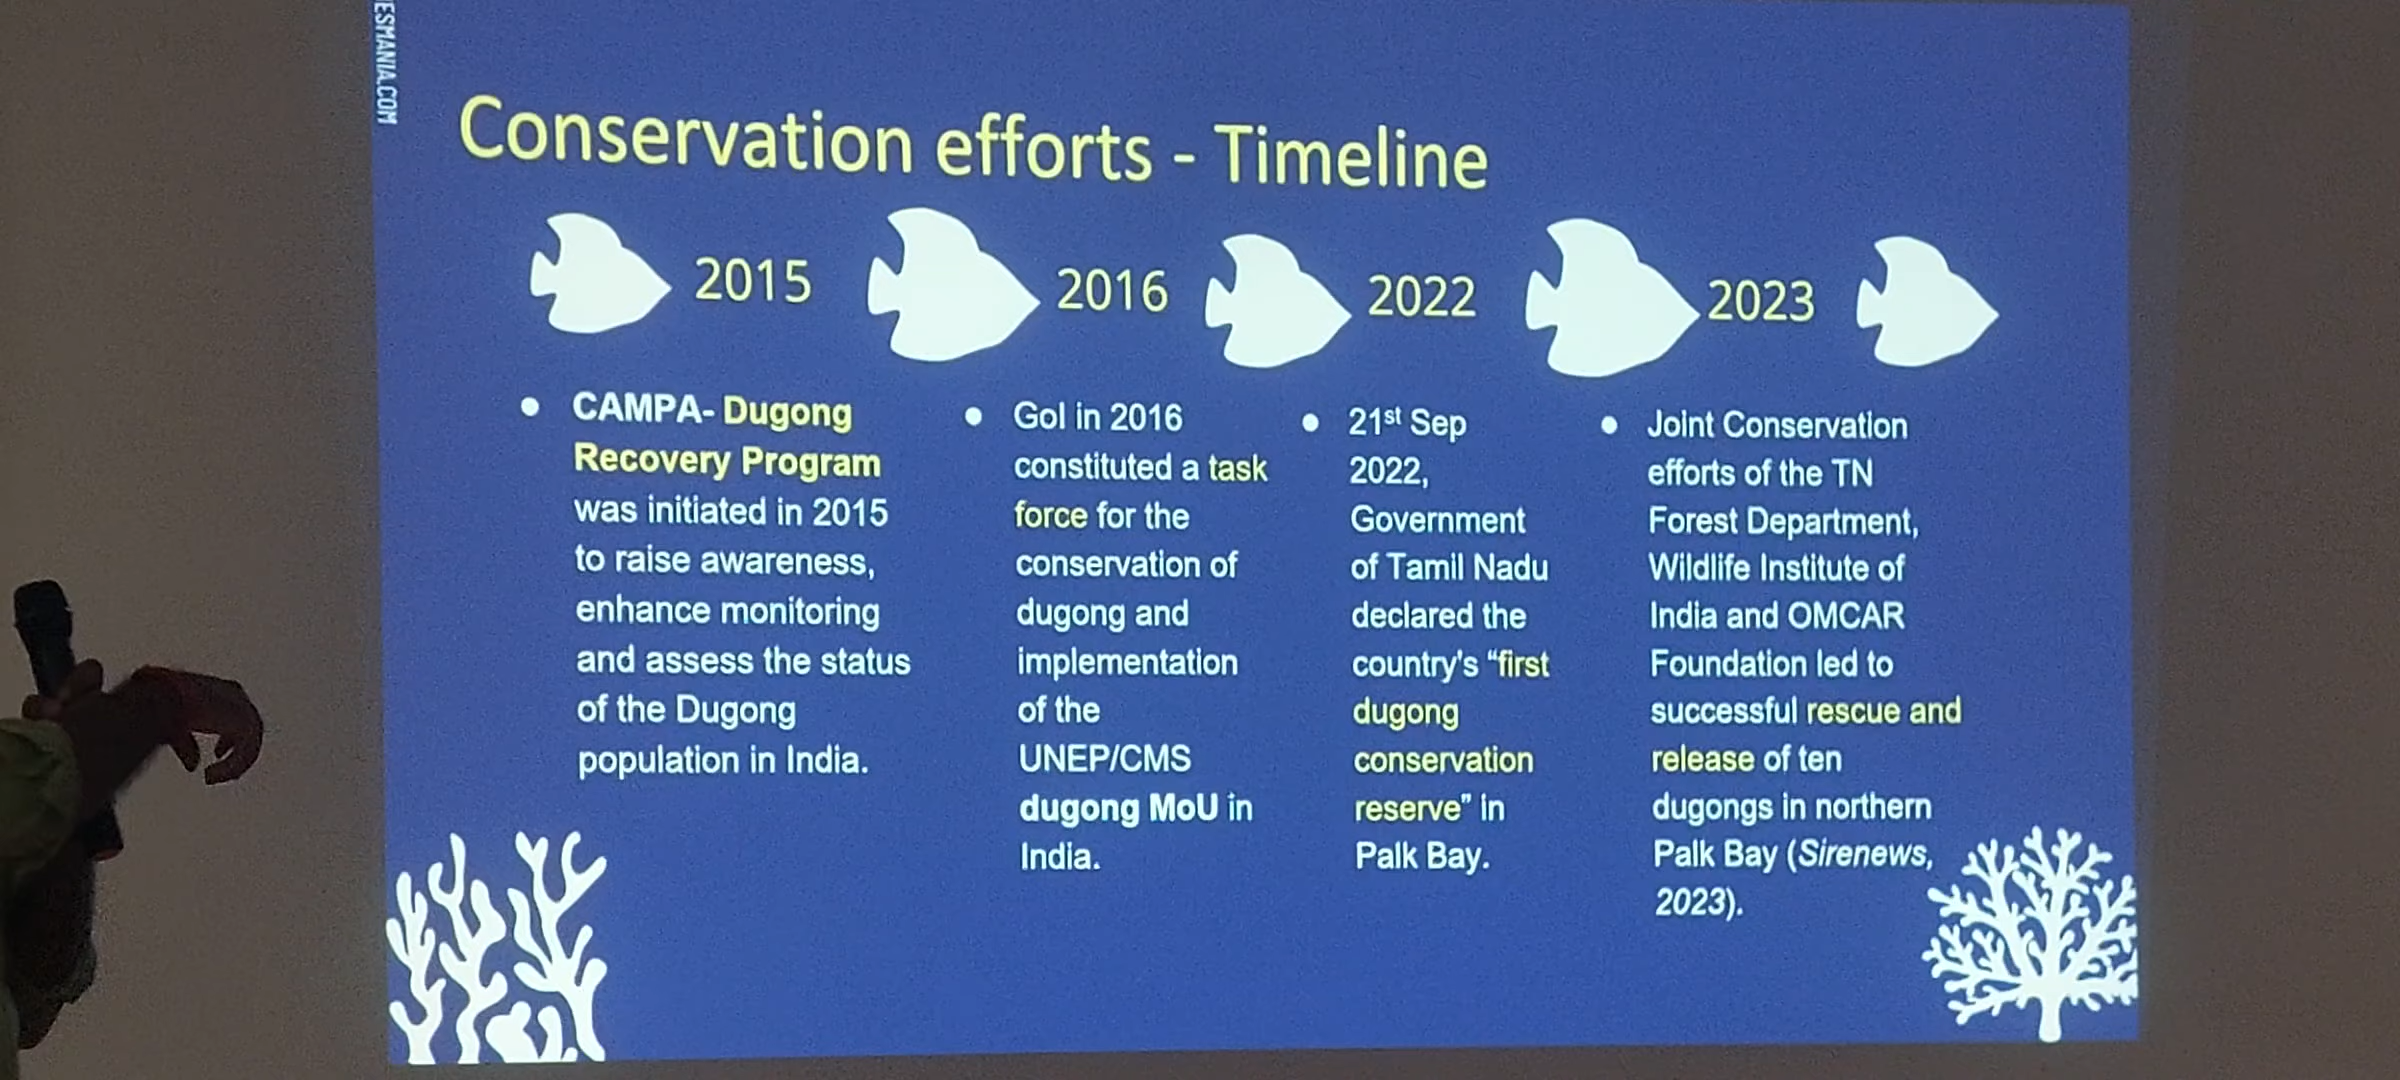 ESMANIA.COM
Conservation efforts - Timeline
2015
2016
2022
2023
● CAMPA- Dugong
Recovery Program
was initiated in 2015
to raise awareness,
enhance monitoring
and assess the status
of the Dugong
population in India.
● GoI in 2016
constituted a task
force for the
conservation of
dugong and
implementation
of the
UNEP/CMS
dugong MoU in
India.
● 21st Sep
2022,
Government
of Tamil Nadu
declared the
country's “first
dugong
conservation
reserve” in
Palk Bay.
● Joint Conservation
efforts of the TN
Forest Department,
Wildlife Institute of
India and OMCAR
Foundation led to
successful rescue and
release of ten
dugongs in northern
Palk Bay (Sirenews,
2023).